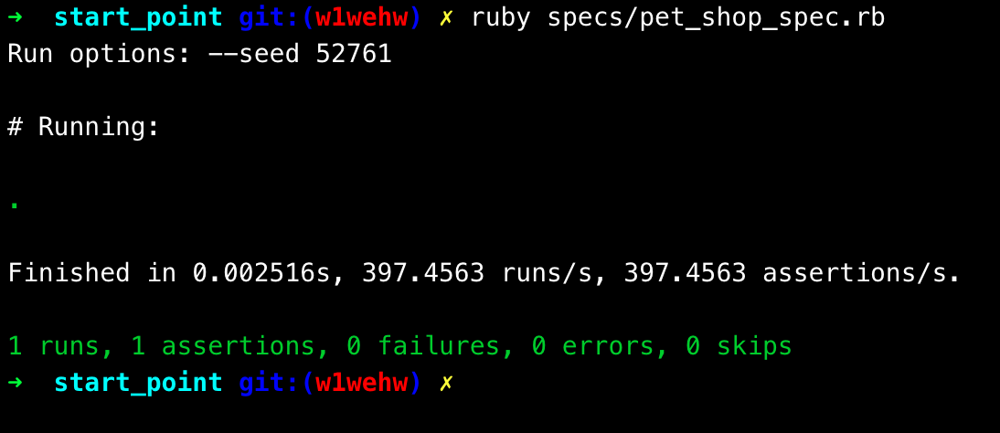 ➜  start_point git:(w1wehw) ✗ ruby specs/pet_shop_spec.rb
Run options: --seed 52761
# Running:
.
Finished in 0.002516s, 397.4563 runs/s, 397.4563 assertions/s.
1 runs, 1 assertions, 0 failures, 0 errors, 0 skips
➜  start_point git:(w1wehw) ✗